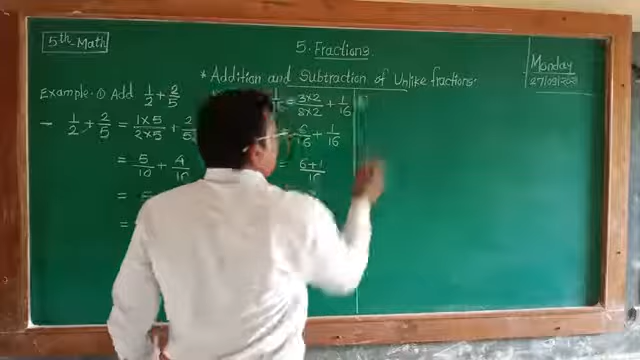 5th-Math
5. Fractions.
Monday
* Addition and Subtraction of Unlike fractions.
27/09/2021
Example. ① Add 1/2 + 2/5
- 1/2 + 2/5 = 1×5/2×5 + 2/5
= 5/10 + 4/10
=
=
= 3×2/8×2 + 1/16
= 6/16 + 1/16
= 6+1/16